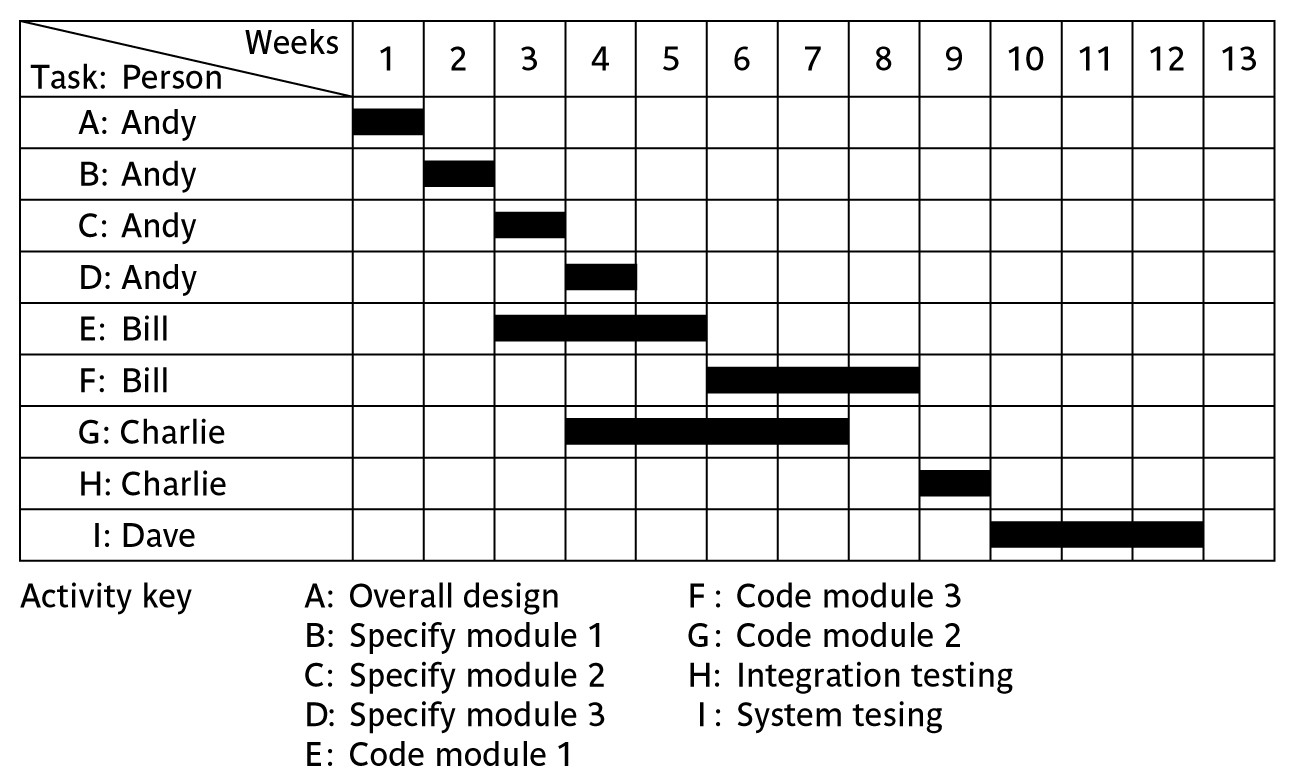 Weeks 1 2 3 4 5 6 7 8 9 10 11 12 13
Task: Person
A: Andy
B: Andy
C: Andy
D: Andy
E: Bill
F: Bill
G: Charlie
H: Charlie
I: Dave
Activity key
A: Overall design
B: Specify module 1
C: Specify module 2
D: Specify module 3
E: Code module 1
F: Code module 3
G: Code module 2
H: Integration testing
I: System tesing